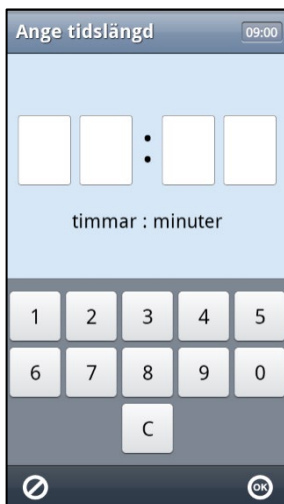 Ange tidslängd 09:00
:
timmar : minuter
1 2 3 4 5
6 7 8 9 0
C
OK